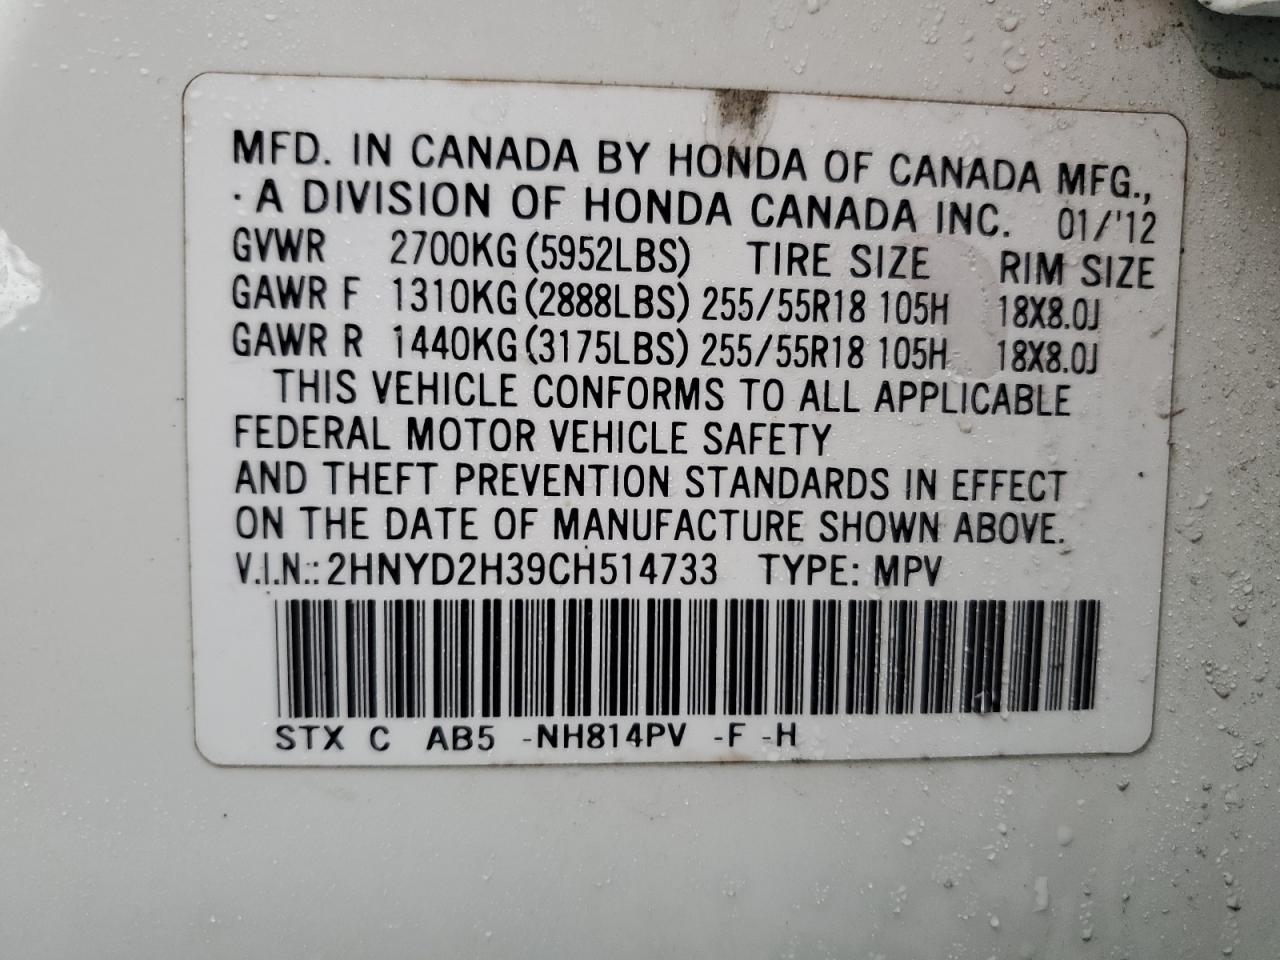 MFD. IN CANADA BY HONDA OF CANADA MFG.,
· A DIVISION OF HONDA CANADA INC. 01/'12
GVWR 2700KG (5952LBS) TIRE SIZE RIM SIZE
GAWR F 1310KG (2888LBS) 255/55R18 105H 18X8.0J
GAWR R 1440KG (3175LBS) 255/55R18 105H 18X8.0J
THIS VEHICLE CONFORMS TO ALL APPLICABLE
FEDERAL MOTOR VEHICLE SAFETY
AND THEFT PREVENTION STANDARDS IN EFFECT
ON THE DATE OF MANUFACTURE SHOWN ABOVE.
V.I.N.: 2HNYD2H39CH514733 TYPE: MPV
STX C AB5 -NH814PV -F -H